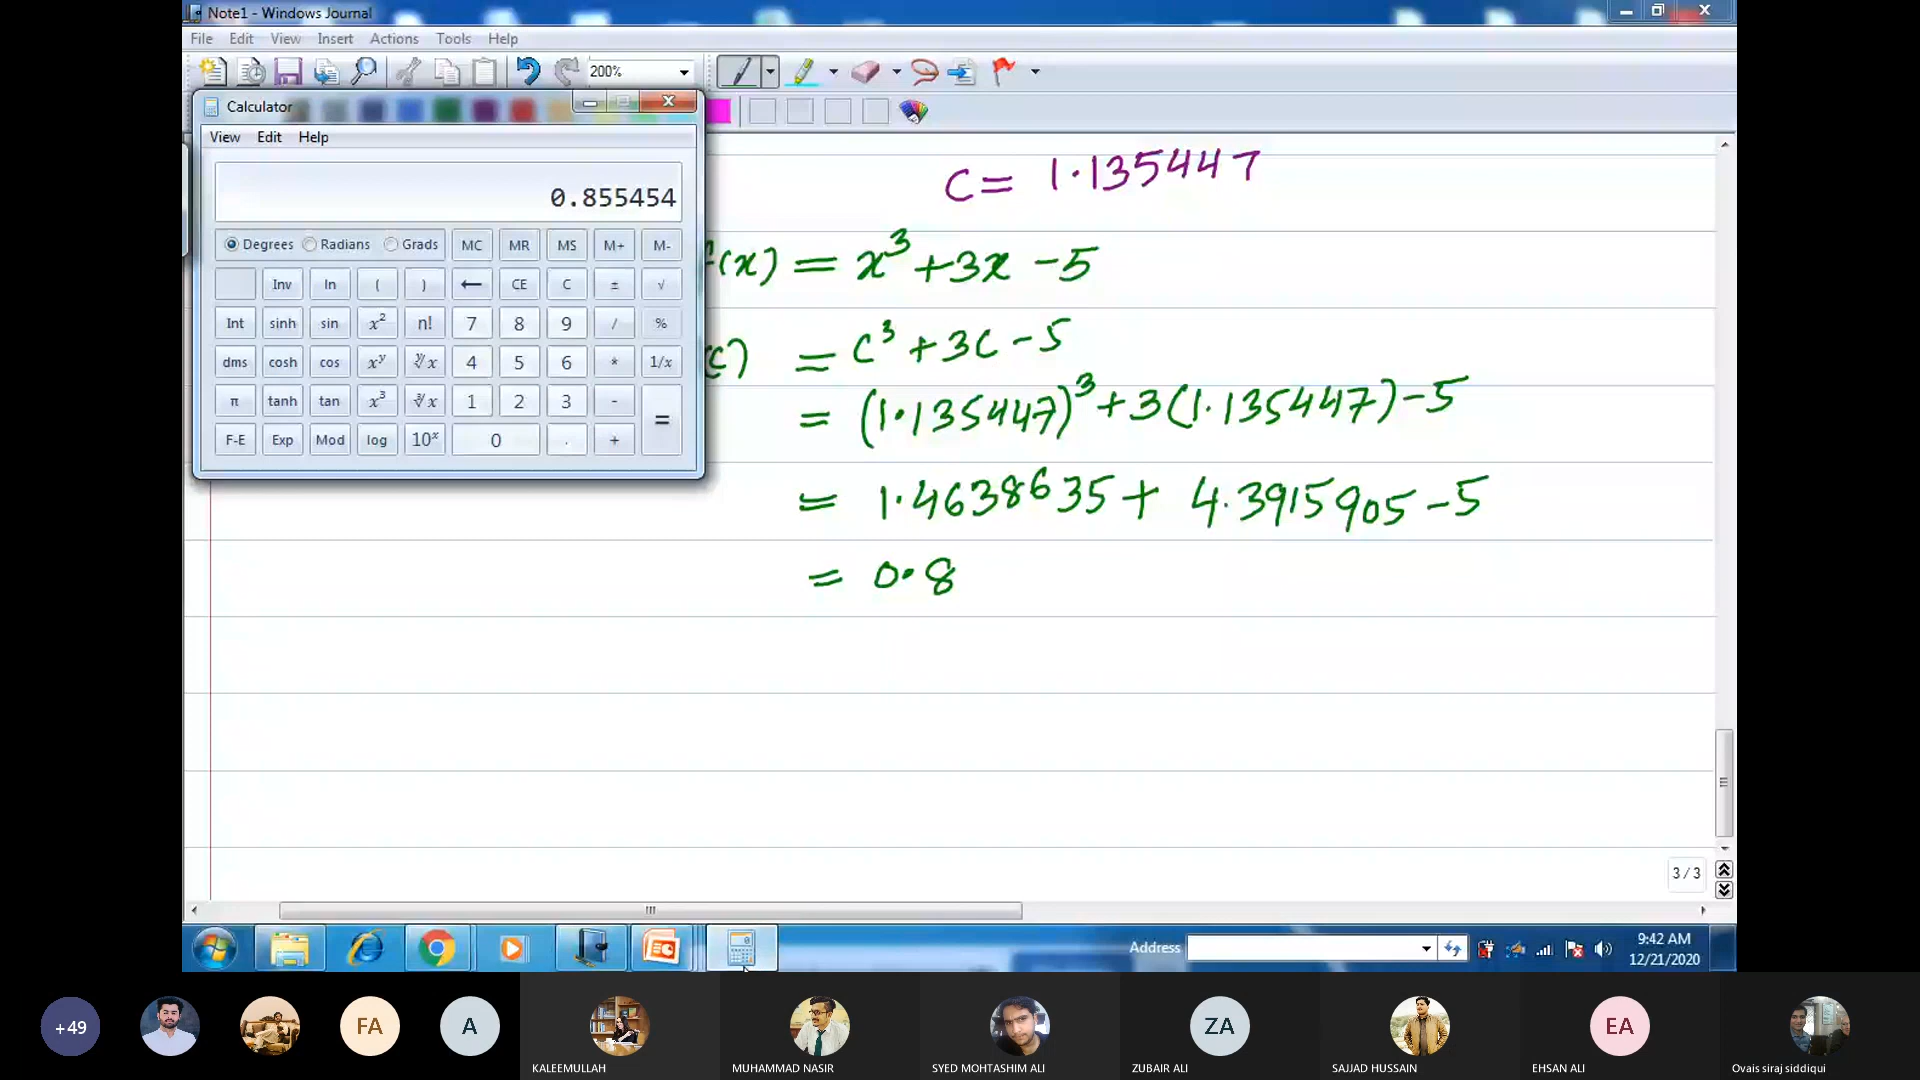 Note1 - Windows Journal
File Edit View Insert Actions Tools Help
200%
Calculator
View Edit Help
0.855454
Degrees Radians Grads MC MR MS M+ M-
Inv ln ( ) ← CE C ± √
Int sinh sin x² n! 7 8 9 / %
dms cosh cos xʸ ʸ√x 4 5 6 * 1/x
π tanh tan x³ ³√x 1 2 3 - =
F-E Exp Mod log 10ˣ 0 . +
C = 1.135447
(x) = x³ + 3x - 5
(c) = c³ + 3c - 5
= (1.135447)³ + 3(1.135447) - 5
= 1.4638635 + 4.3915905 - 5
= 0.8
3 / 3
Address
9:42 AM
12/21/2020
+49 FA A ZA EA
KALEEMULLAH MUHAMMAD NASIR SYED MOHTASHIM ALI ZUBAIR ALI SAJJAD HUSSAIN EHSAN ALI Ovais siraj siddiqui